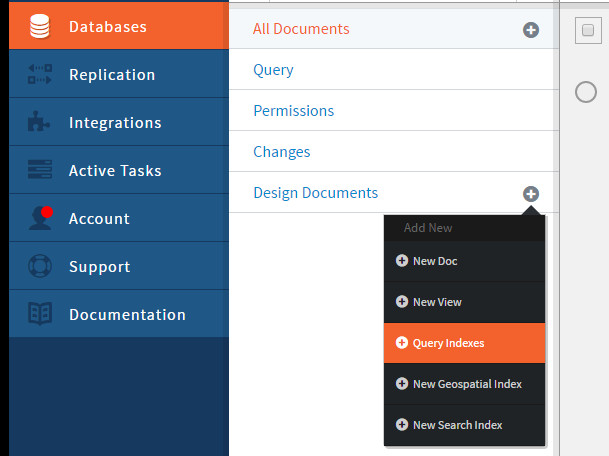 Databases
Replication
Integrations
Active Tasks
Account
Support
Documentation
All Documents
Query
Permissions
Changes
Design Documents
Add New
New Doc
New View
Query Indexes
New Geospatial Index
New Search Index